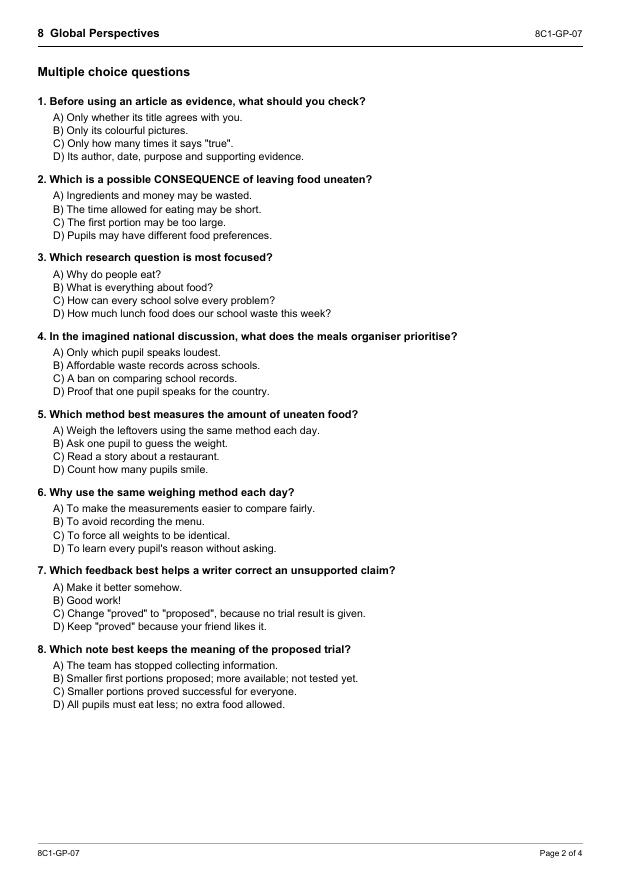 8 Global Perspectives
8C1-GP-07
Multiple choice questions
1. Before using an article as evidence, what should you check?
A) Only whether its title agrees with you.
B) Only its colourful pictures.
C) Only how many times it says "true".
D) Its author, date, purpose and supporting evidence.
2. Which is a possible CONSEQUENCE of leaving food uneaten?
A) Ingredients and money may be wasted.
B) The time allowed for eating may be short.
C) The first portion may be too large.
D) Pupils may have different food preferences.
3. Which research question is most focused?
A) Why do people eat?
B) What is everything about food?
C) How can every school solve every problem?
D) How much lunch food does our school waste this week?
4. In the imagined national discussion, what does the meals organiser prioritise?
A) Only which pupil speaks loudest.
B) Affordable waste records across schools.
C) A ban on comparing school records.
D) Proof that one pupil speaks for the country.
5. Which method best measures the amount of uneaten food?
A) Weigh the leftovers using the same method each day.
B) Ask one pupil to guess the weight.
C) Read a story about a restaurant.
D) Count how many pupils smile.
6. Why use the same weighing method each day?
A) To make the measurements easier to compare fairly.
B) To avoid recording the menu.
C) To force all weights to be identical.
D) To learn every pupil's reason without asking.
7. Which feedback best helps a writer correct an unsupported claim?
A) Make it better somehow.
B) Good work!
C) Change "proved" to "proposed", because no trial result is given.
D) Keep "proved" because your friend likes it.
8. Which note best keeps the meaning of the proposed trial?
A) The team has stopped collecting information.
B) Smaller first portions proposed; more available; not tested yet.
C) Smaller portions proved successful for everyone.
D) All pupils must eat less; no extra food allowed.
8C1-GP-07
Page 2 of 4